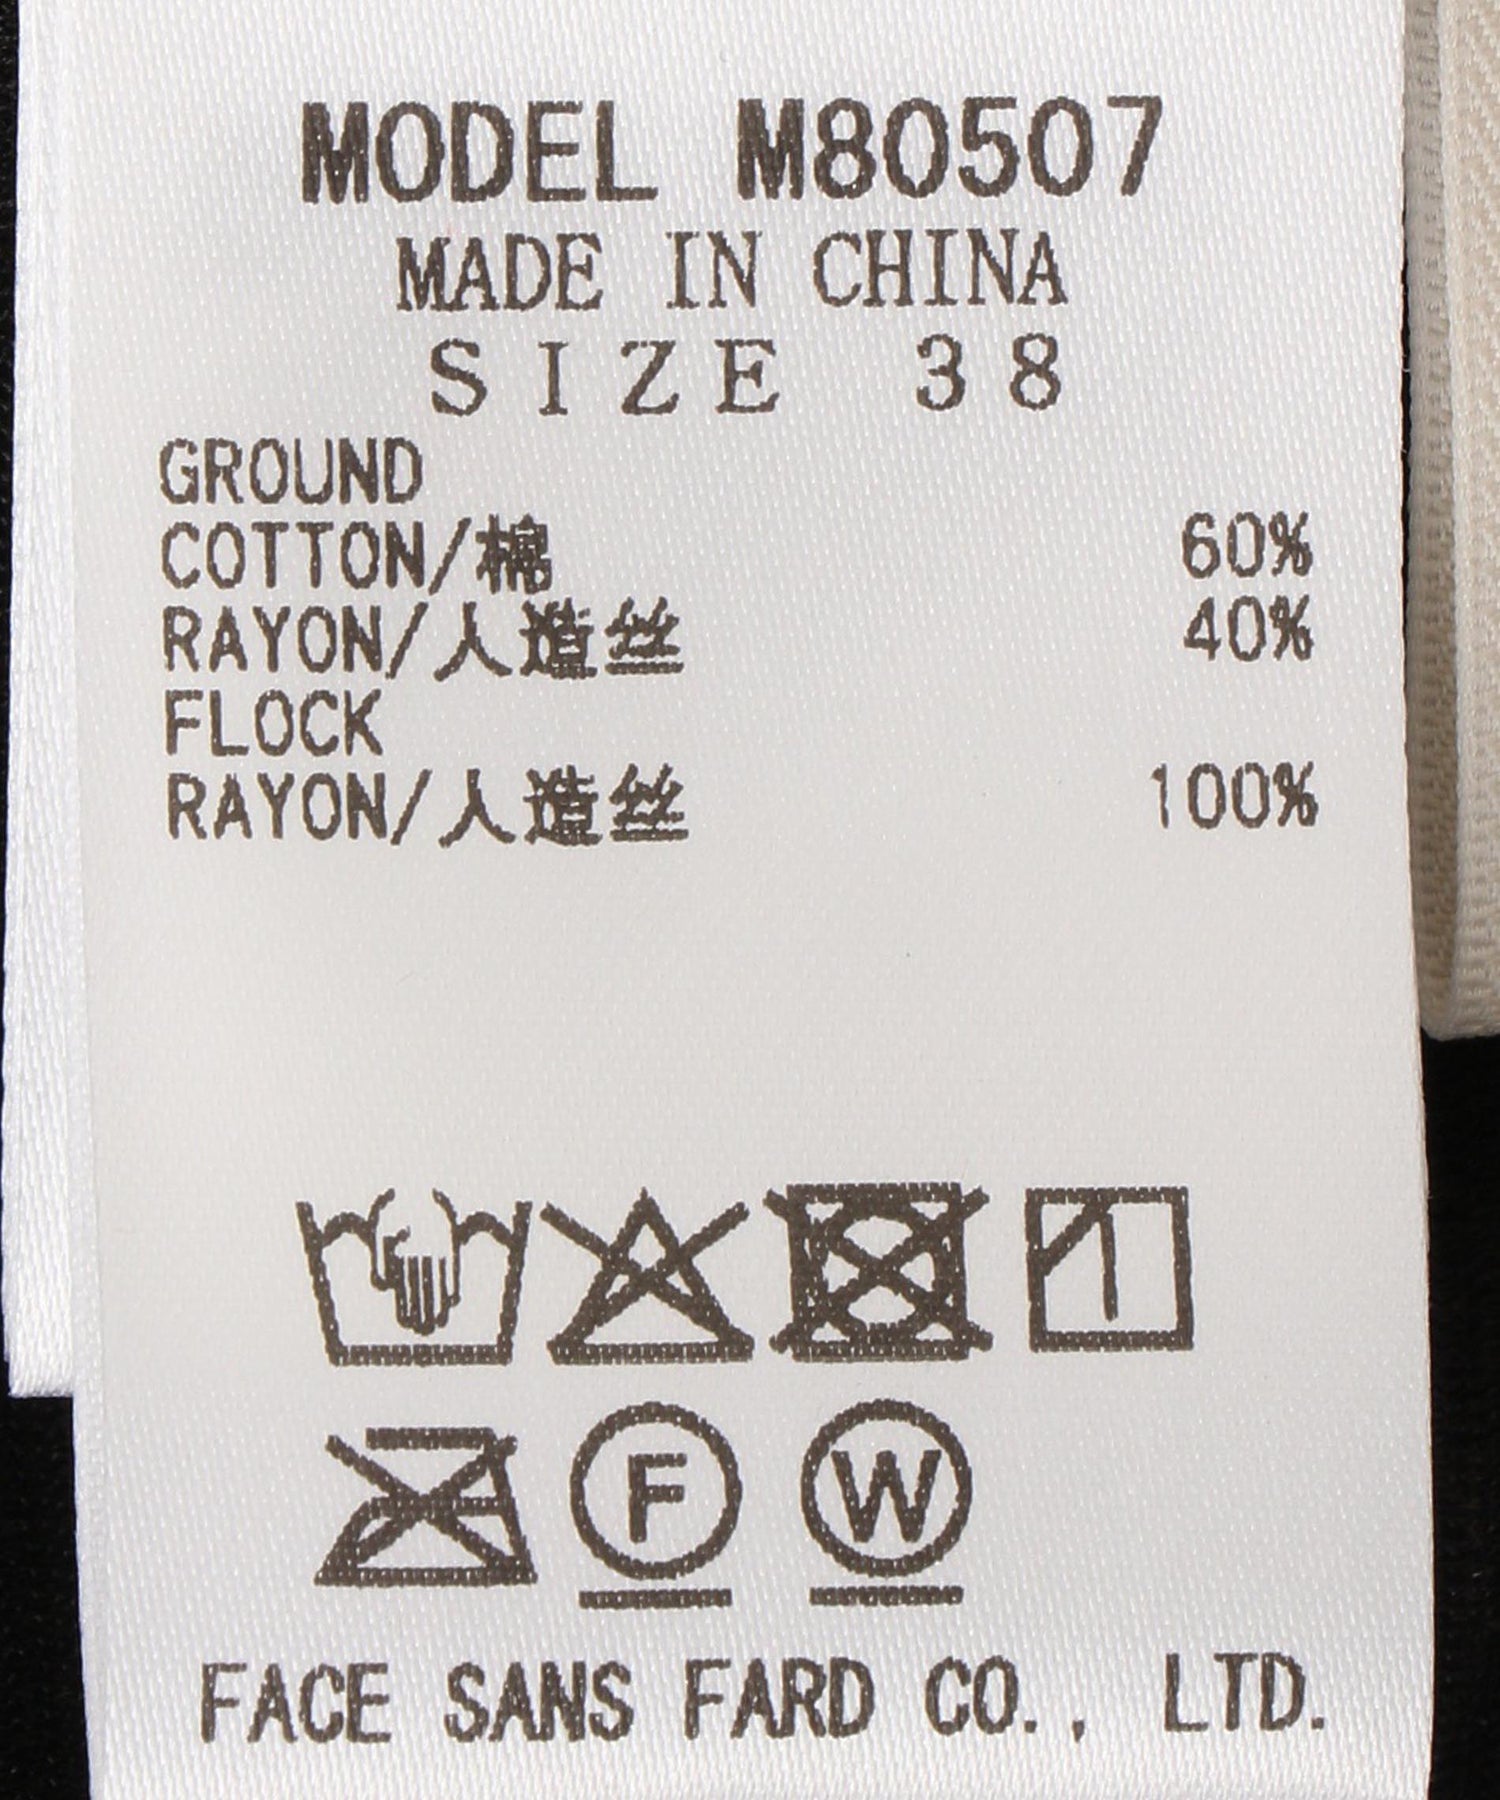 MODEL M80507
MADE IN CHINA
SIZE 38
GROUND
COTTON/棉 60%
RAYON/人造丝 40%
FLOCK
RAYON/人造丝 100%
F W
FACE SANS FARD CO., LTD.